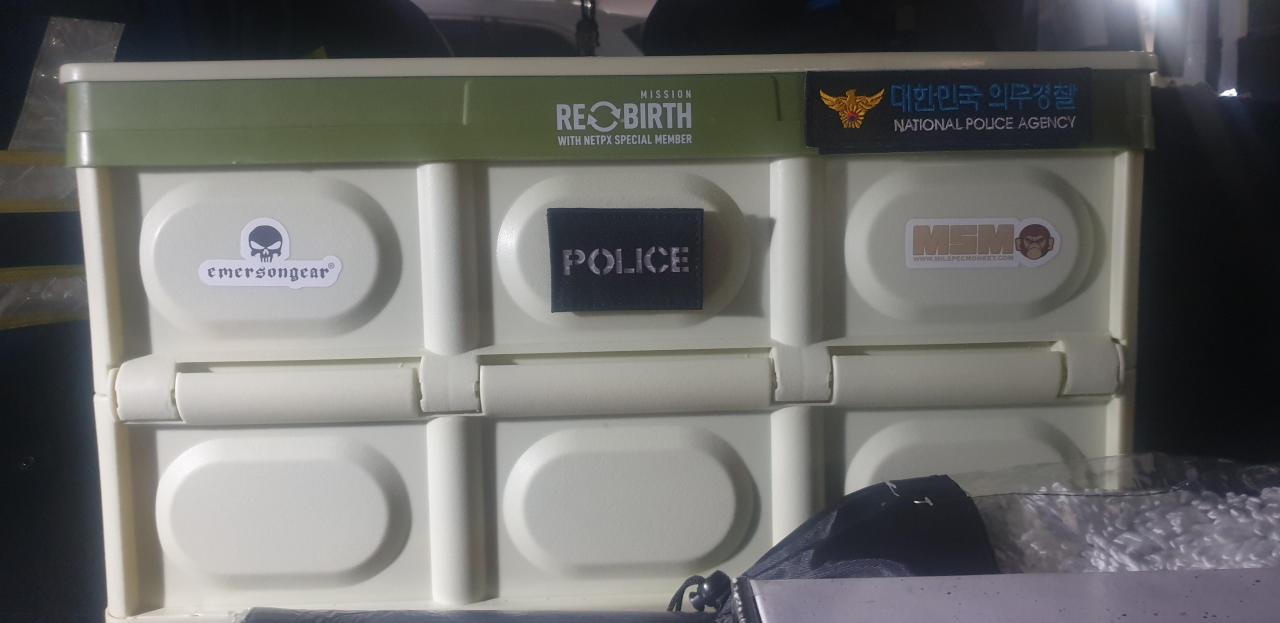 MISSION
RE BIRTH
WITH NETPX SPECIAL MEMBER
대한민국 의무경찰
NATIONAL POLICE AGENCY
emersongear®
POLICE
MSM
WWW.MILSPECMONKEY.COM